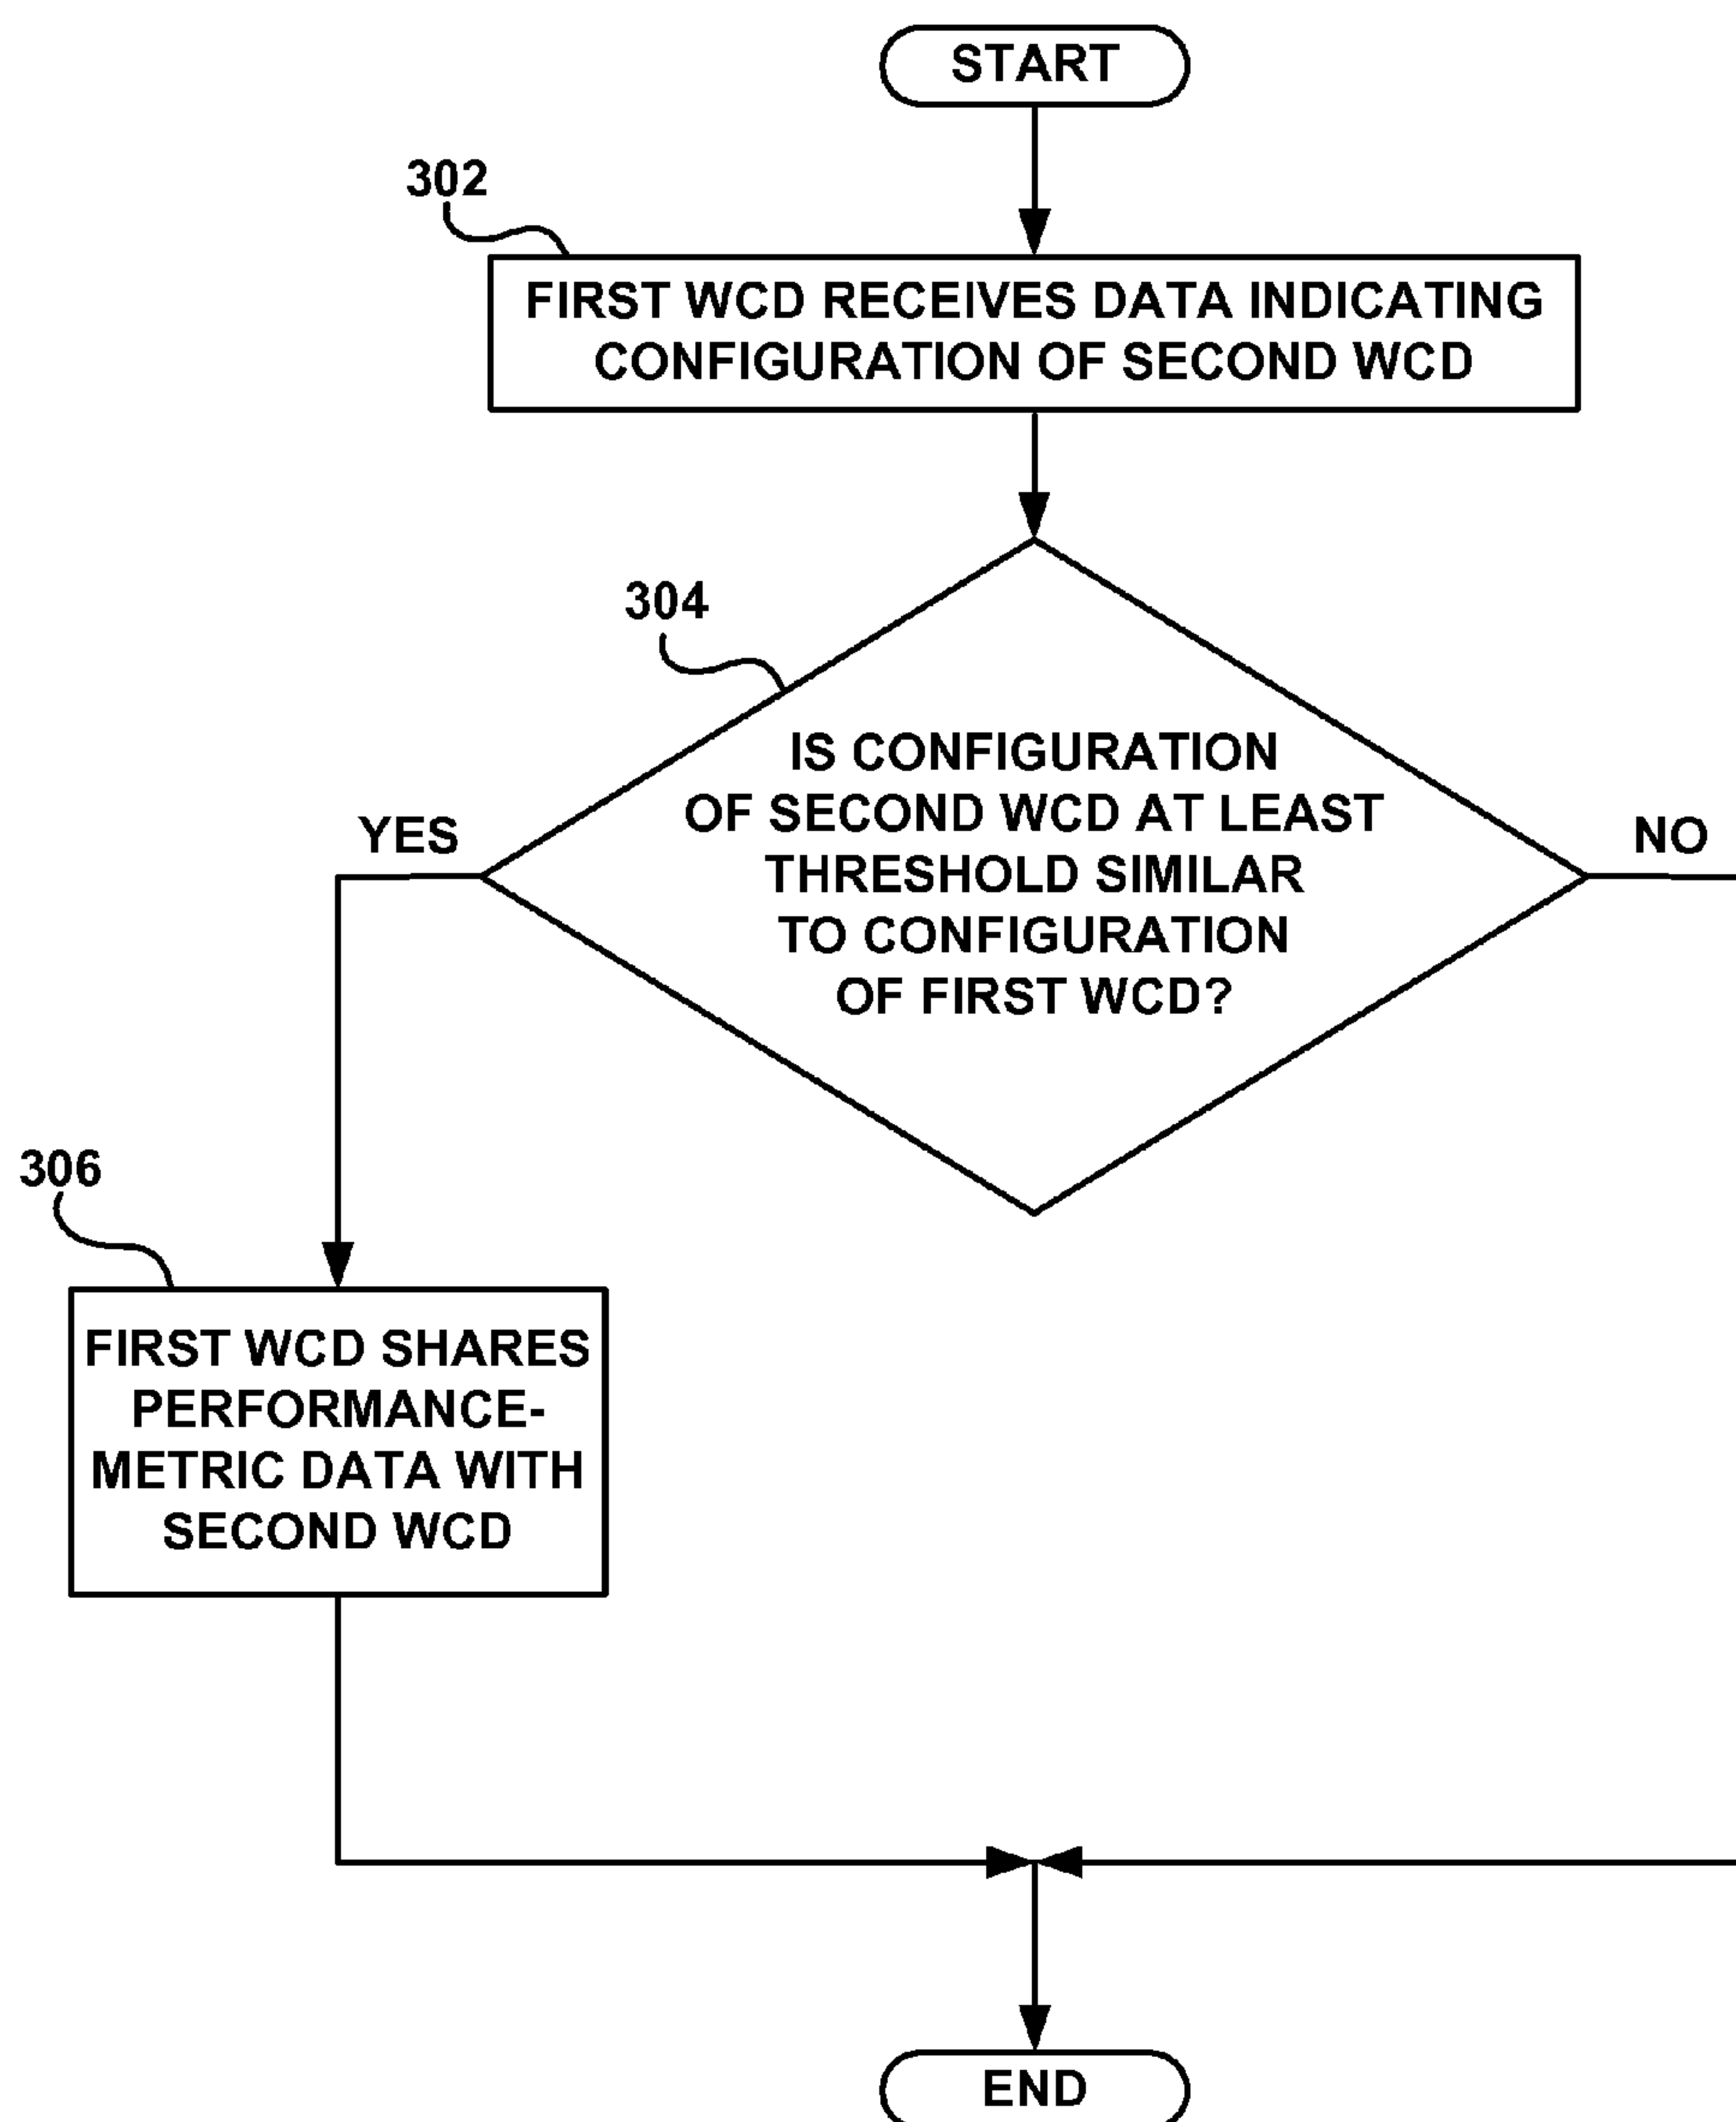 START
302
FIRST WCD RECEIVES DATA INDICATING
CONFIGURATION OF SECOND WCD
304
IS CONFIGURATION
OF SECOND WCD AT LEAST
THRESHOLD SIMILAR
TO CONFIGURATION
OF FIRST WCD?
YES
NO
306
FIRST WCD SHARES
PERFORMANCE-
METRIC DATA WITH
SECOND WCD
END